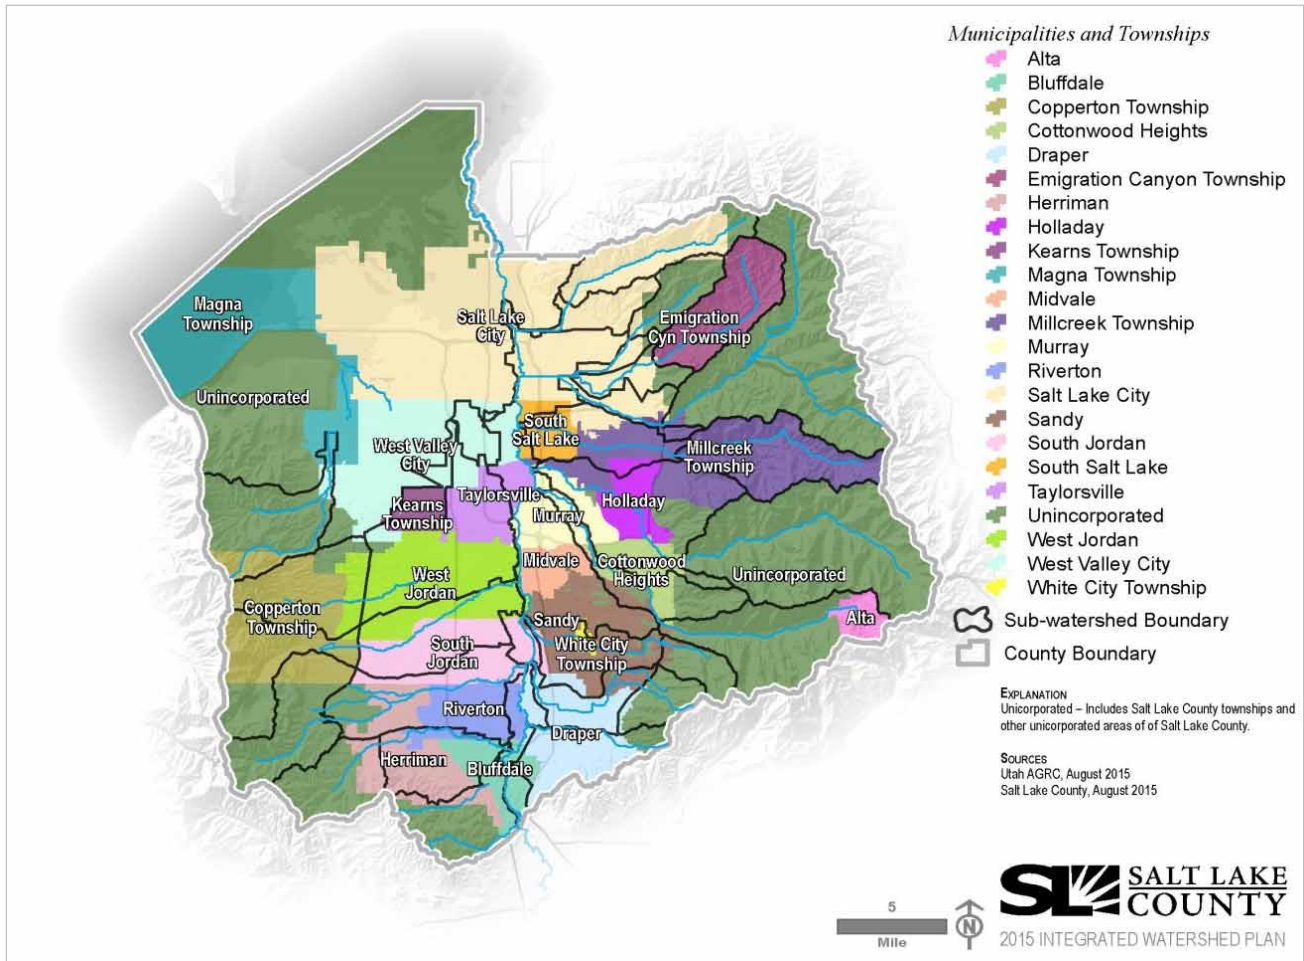 Municipalities and Townships
Alta
Bluffdale
Copperton Township
Cottonwood Heights
Draper
Emigration Canyon Township
Herriman
Holladay
Kearns Township
Magna Township
Midvale
Millcreek Township
Murray
Riverton
Salt Lake City
Sandy
South Jordan
South Salt Lake
Taylorsville
Unincorporated
West Jordan
West Valley City
White City Township
Sub-watershed Boundary
County Boundary
EXPLANATION
Unicorporated – Includes Salt Lake County townships and
other unicorporated areas of of Salt Lake County.
SOURCES
Utah AGRC, August 2015
Salt Lake County, August 2015
Magna
Township
Salt Lake
City
Emigration
Cyn Township
Unincorporated
South
Salt Lake
West Valley
City
Millcreek
Township
Taylorsville
Holladay
Kearns
Township
Murray
Midvale
Cottonwood
Heights
Unincorporated
West
Jordan
Copperton
Township
Alta
Sandy
White City
Township
South
Jordan
Riverton
Draper
Herriman
Bluffdale
5
Mile
N
SL
SALT LAKE
COUNTY
2015 INTEGRATED WATERSHED PLAN